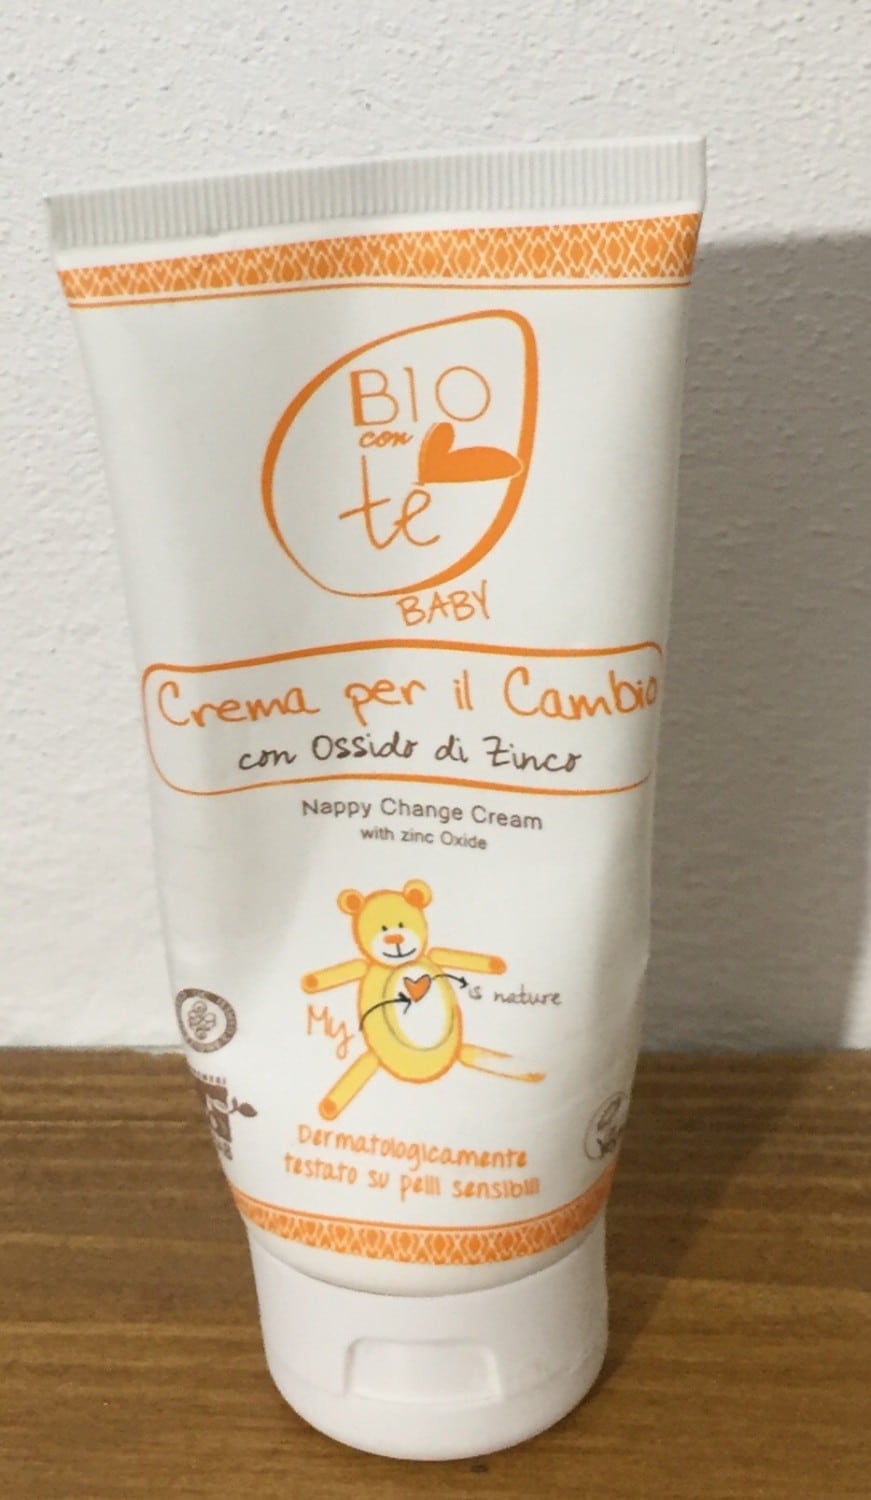 BIO
con
tè
BABY
Crema per il Cambio
con Ossido di Zinco
Nappy Change Cream
with zinc Oxide
My
is nature
Dermatologicamente
testato su pelli sensibili